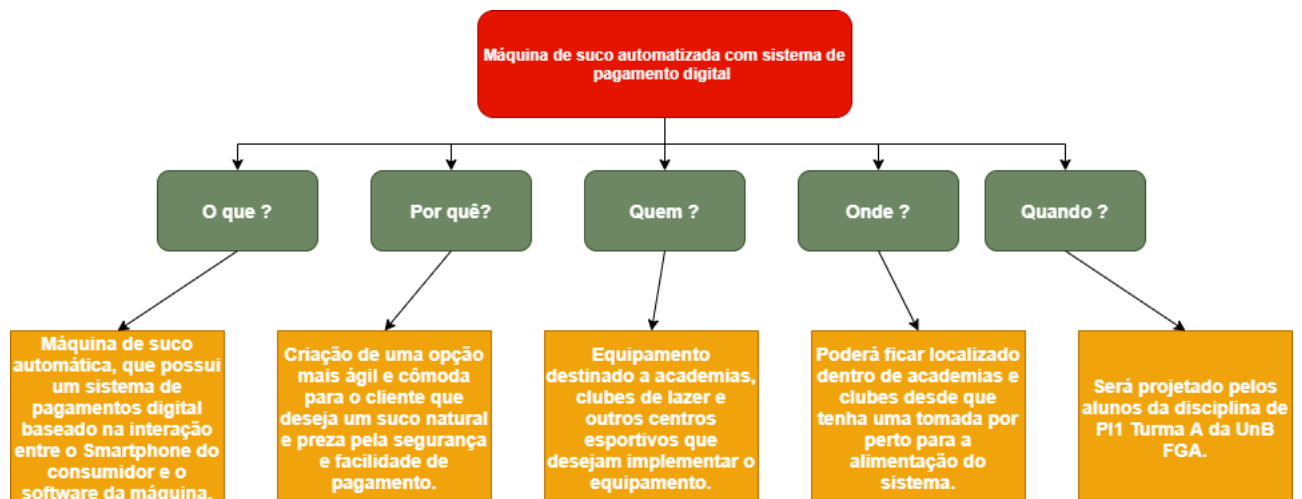 Máquina de suco automatizada com sistema de
pagamento digital
O que ?
Por quê?
Quem ?
Onde ?
Quando ?
Máquina de suco
automática, que possui
um sistema de
pagamentos digital
baseado na interação
entre o Smartphone do
consumidor e o
software da máquina.
Criação de uma opção
mais ágil e cômoda
para o cliente que
deseja um suco natural
e preza pela segurança
e facilidade de
pagamento.
Equipamento
destinado a academias,
clubes de lazer e
outros centros
esportivos que
desejam implementar o
equipamento.
Poderá ficar localizado
dentro de academias e
clubes desde que
tenha uma tomada por
perto para a
alimentação do
sistema.
Será projetado pelos
alunos da disciplina de
PI1 Turma A da UnB
FGA.